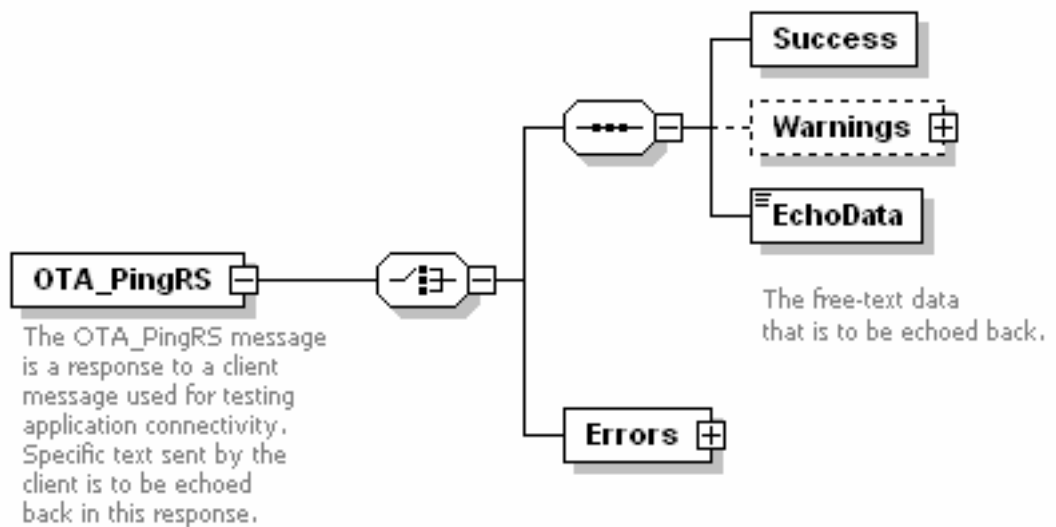 Success
Warnings
EchoData
The free-text data
that is to be echoed back.
OTA_PingRS
The OTA_PingRS message
is a response to a client
message used for testing
application connectivity.
Specific text sent by the
client is to be echoed
back in this response.
Errors